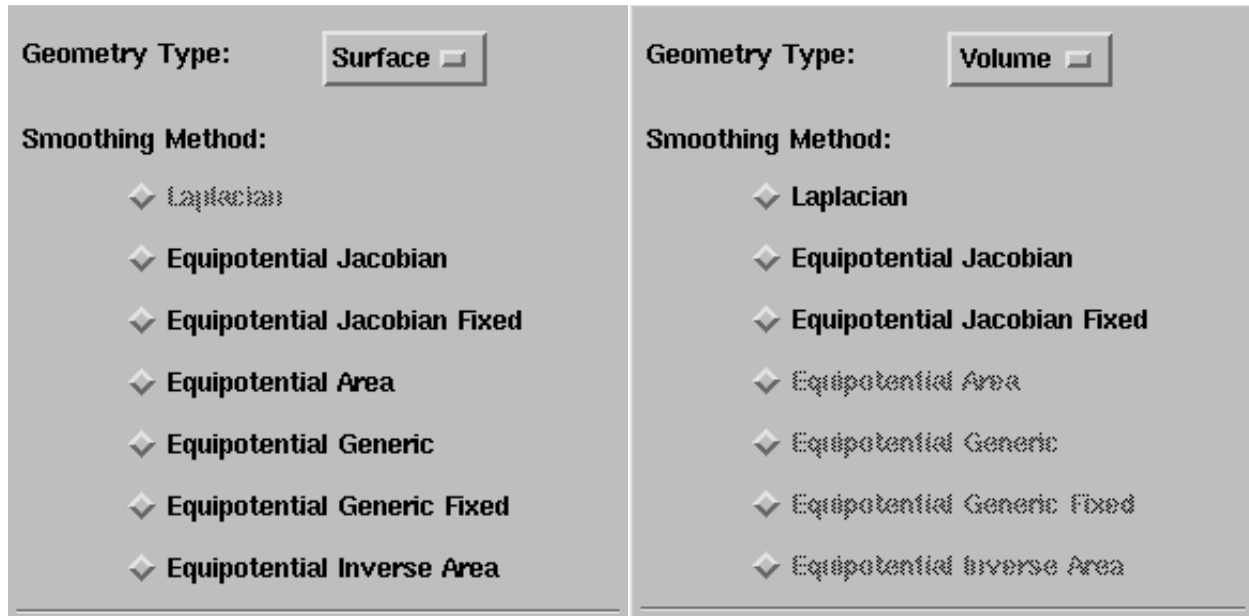 Geometry Type: Surface
Smoothing Method:
Laplacian
Equipotential Jacobian
Equipotential Jacobian Fixed
Equipotential Area
Equipotential Generic
Equipotential Generic Fixed
Equipotential Inverse Area
Geometry Type: Volume
Smoothing Method:
Laplacian
Equipotential Jacobian
Equipotential Jacobian Fixed
Equipotential Area
Equipotential Generic
Equipotential Generic Fixed
Equipotential Inverse Area